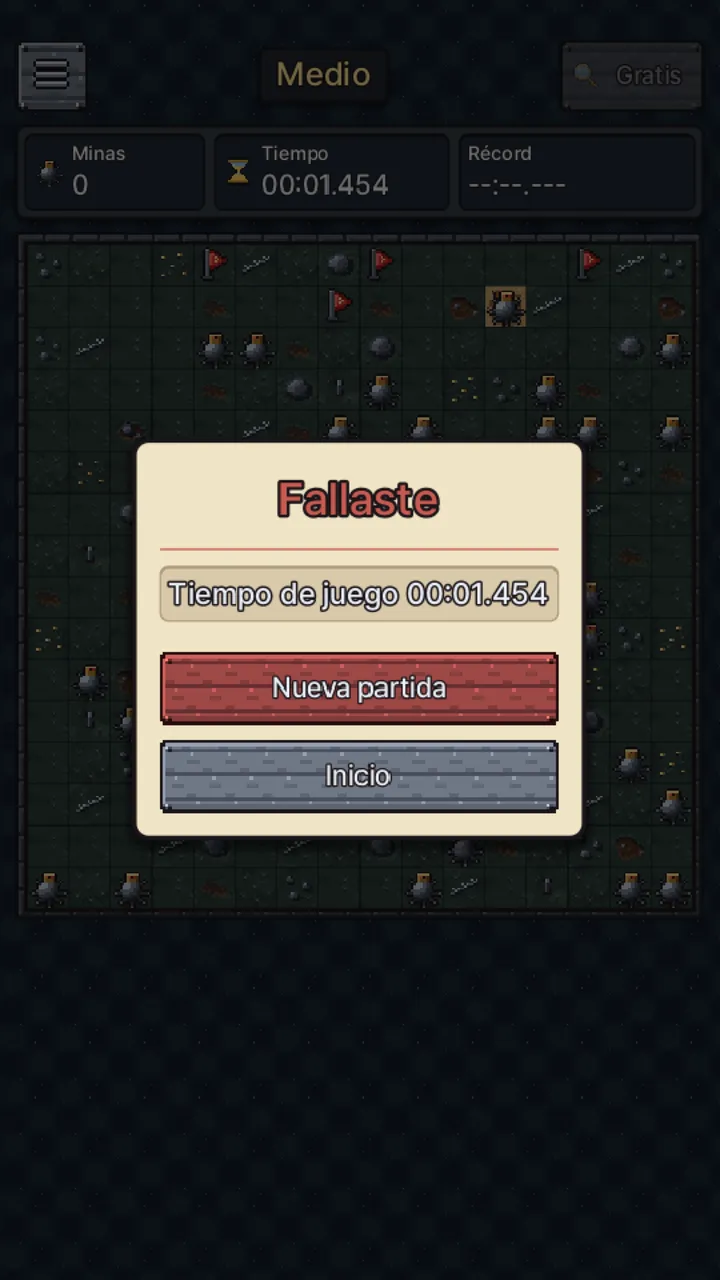 Medio
Gratis
Minas
0
Tiempo
00:01.454
Récord
--:--.---
Fallaste
Tiempo de juego 00:01.454
Nueva partida
Inicio